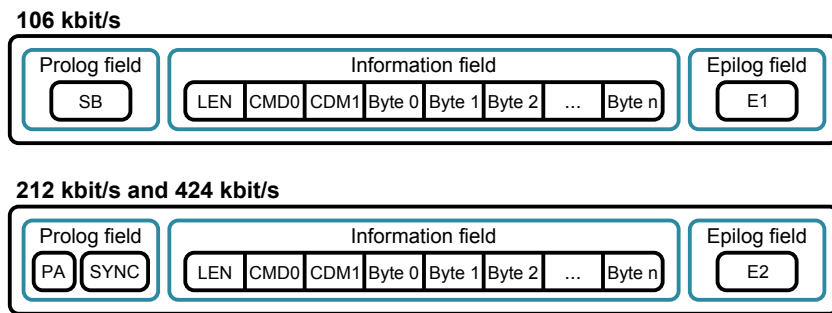 106 kbit/s
Prolog field Information field Epilog field
SB LEN CMD0 CDM1 Byte 0 Byte 1 Byte 2 ... Byte n E1
212 kbit/s and 424 kbit/s
Prolog field Information field Epilog field
PA SYNC LEN CMD0 CDM1 Byte 0 Byte 1 Byte 2 ... Byte n E2